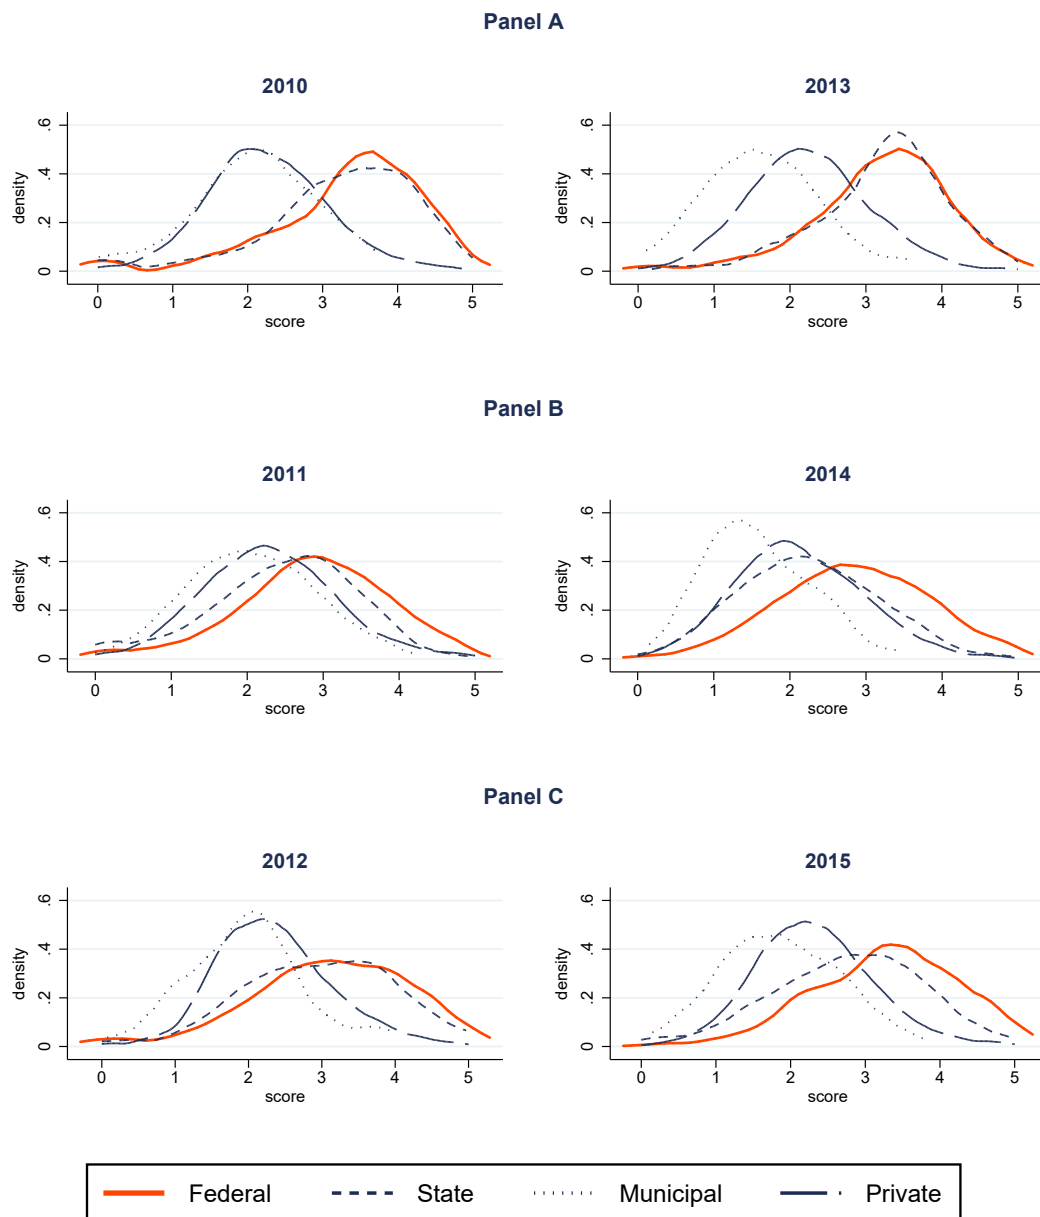 Panel A
2010
density
.6
.4
.2
0
0 1 2 3 4 5
score
2013
density
.6
.4
.2
0
0 1 2 3 4 5
score
Panel B
2011
density
.6
.4
.2
0
0 1 2 3 4 5
score
2014
density
.6
.4
.2
0
0 1 2 3 4 5
score
Panel C
2012
density
.6
.4
.2
0
0 1 2 3 4 5
score
2015
density
.6
.4
.2
0
0 1 2 3 4 5
score
Federal State Municipal Private